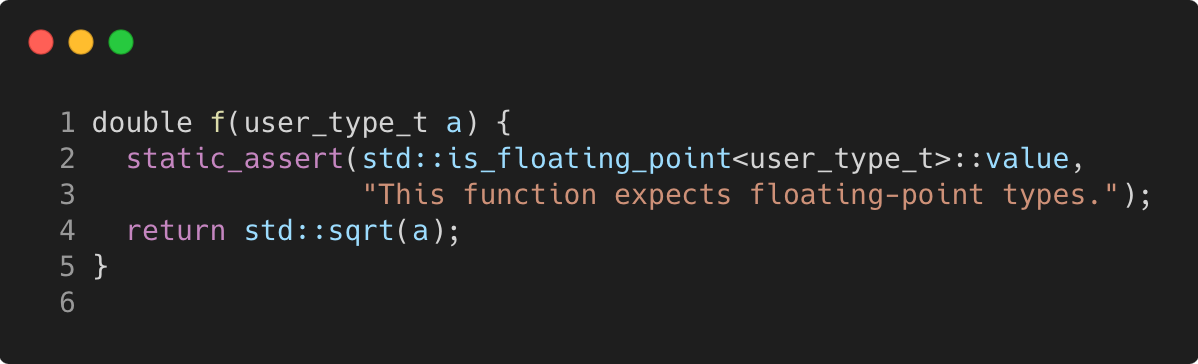 1 double f(user_type_t a) {
2   static_assert(std::is_floating_point<user_type_t>::value,
3                 "This function expects floating-point types.");
4   return std::sqrt(a);
5 }
6